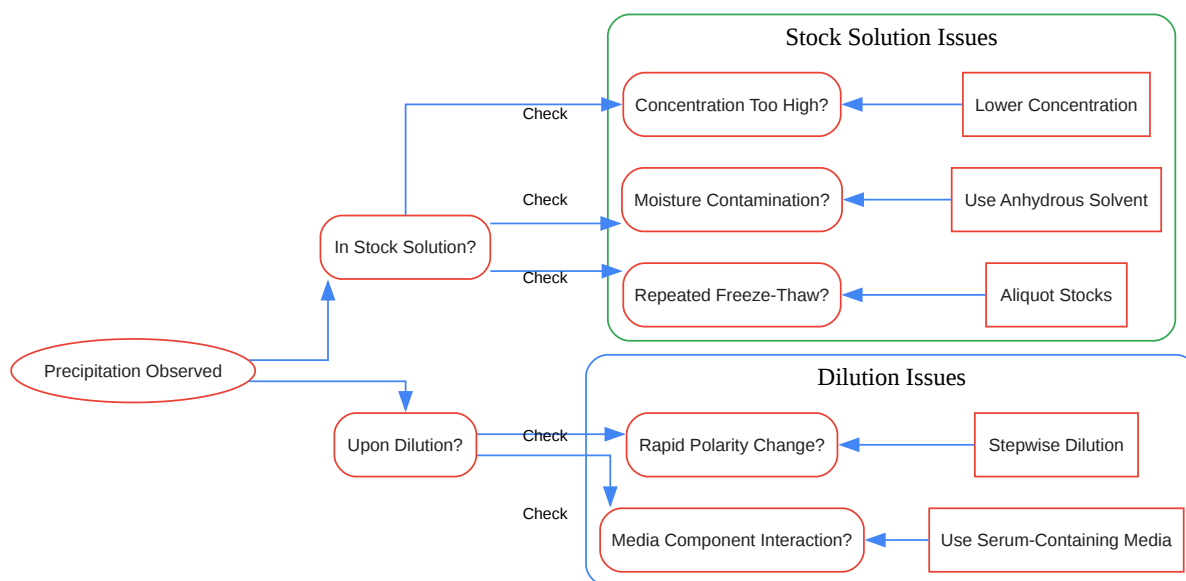 Stock Solution Issues
Check
Concentration Too High?
Lower Concentration
Check
Moisture Contamination?
Use Anhydrous Solvent
In Stock Solution?
Check
Repeated Freeze-Thaw?
Aliquot Stocks
Precipitation Observed
Dilution Issues
Upon Dilution?
Check
Rapid Polarity Change?
Stepwise Dilution
Check
Media Component Interaction?
Use Serum-Containing Media